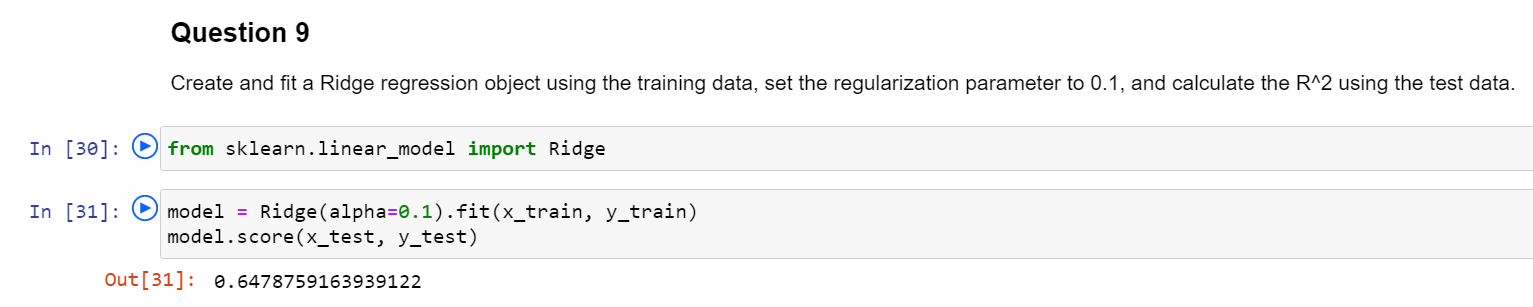 Question 9
Create and fit a Ridge regression object using the training data, set the regularization parameter to 0.1, and calculate the R^2 using the test data.
In [30]: from sklearn.linear_model import Ridge
In [31]: model = Ridge(alpha=0.1).fit(x_train, y_train)
model.score(x_test, y_test)
Out[31]: 0.6478759163939122